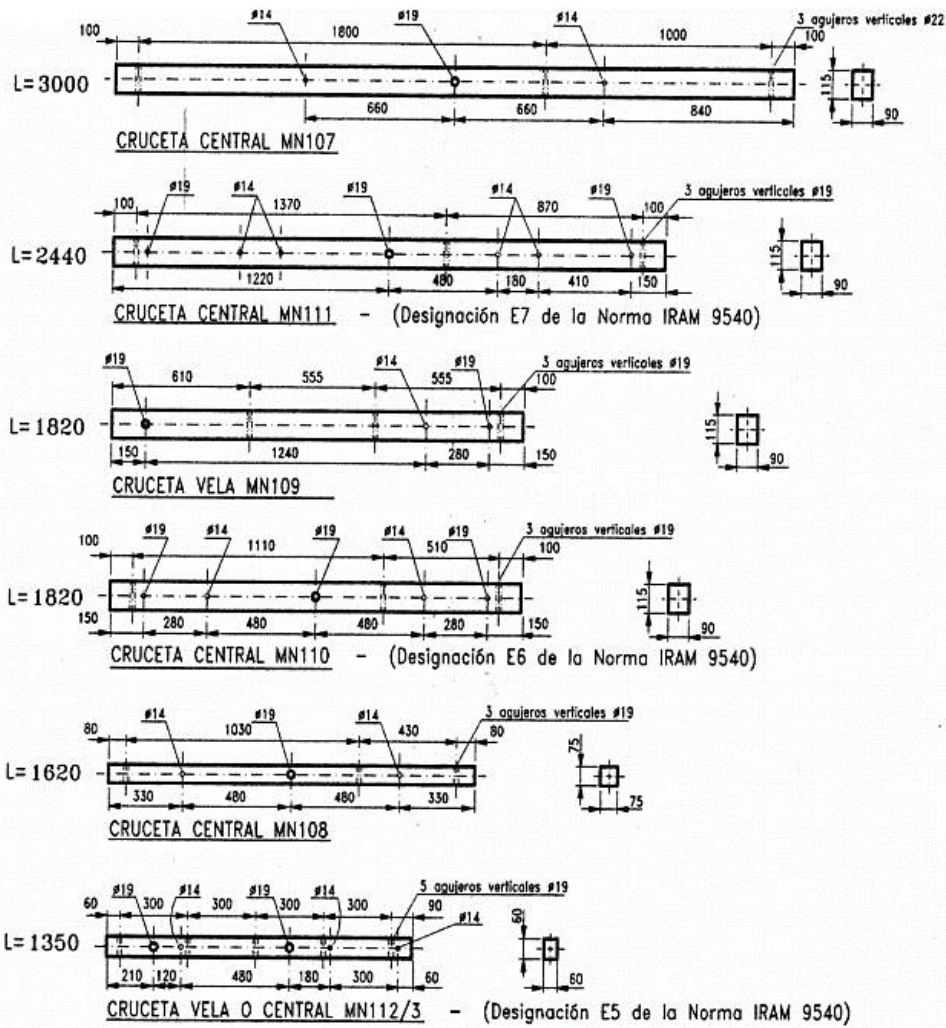 ø14 ø19 ø14 3 agujeros verticales ø22
100 1800 1000 100
L=3000
115
660 660 840
90
CRUCETA CENTRAL MN107
ø19 ø14 ø19 ø14 ø19 3 agujeros verticales ø19
100 1370 870 100
L=2440
115
1220 480 180 410 150
90
CRUCETA CENTRAL MN111 - (Designación E7 de la Norma IRAM 9540)
ø19 ø14 ø19 3 agujeros verticales ø19
610 555 555 100
L=1820
115
150 1240 280 150
90
CRUCETA VELA MN109
ø19 ø14 ø19 ø14 ø19 3 agujeros verticales ø19
100 1110 510 100
L=1820
115
150 280 480 480 280 150
90
CRUCETA CENTRAL MN110 - (Designación E6 de la Norma IRAM 9540)
ø14 ø19 ø14 3 agujeros verticales ø19
80 1030 430 80
L=1620
75
330 480 480 330
75
CRUCETA CENTRAL MN108
ø19 ø14 ø19 ø14 5 agujeros verticales ø19
60 300 300 300 300 90 ø14
L=1350
60
210 120 480 180 300 60
60
CRUCETA VELA O CENTRAL MN112/3 - (Designación E5 de la Norma IRAM 9540)